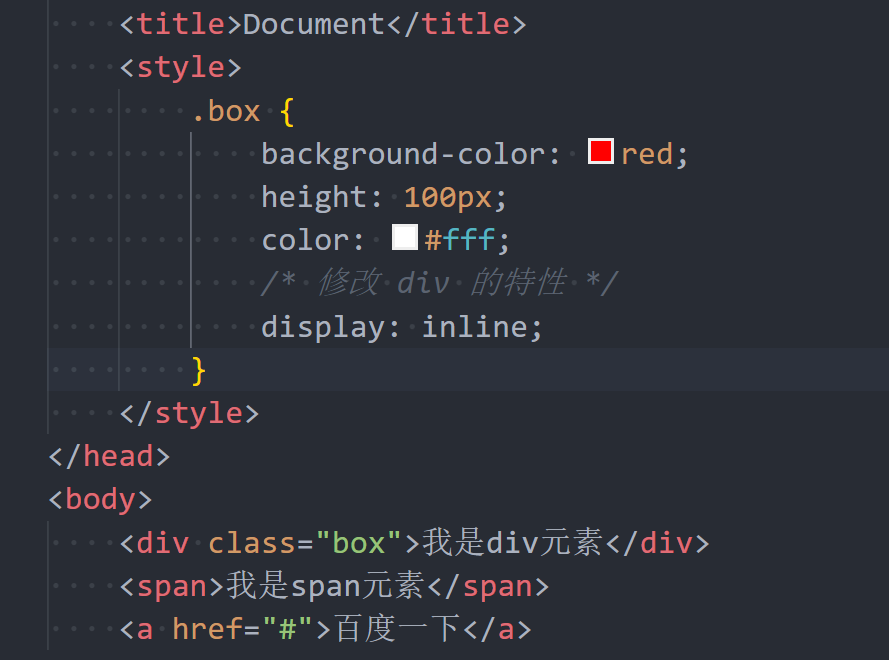 <title>Document</title>
<style>
.box {
background-color: red;
height: 100px;
color: #fff;
/* 修改 div 的特性 */
display: inline;
}
</style>
</head>
<body>
<div class="box">我是div元素</div>
<span>我是span元素</span>
<a href="#">百度一下</a>